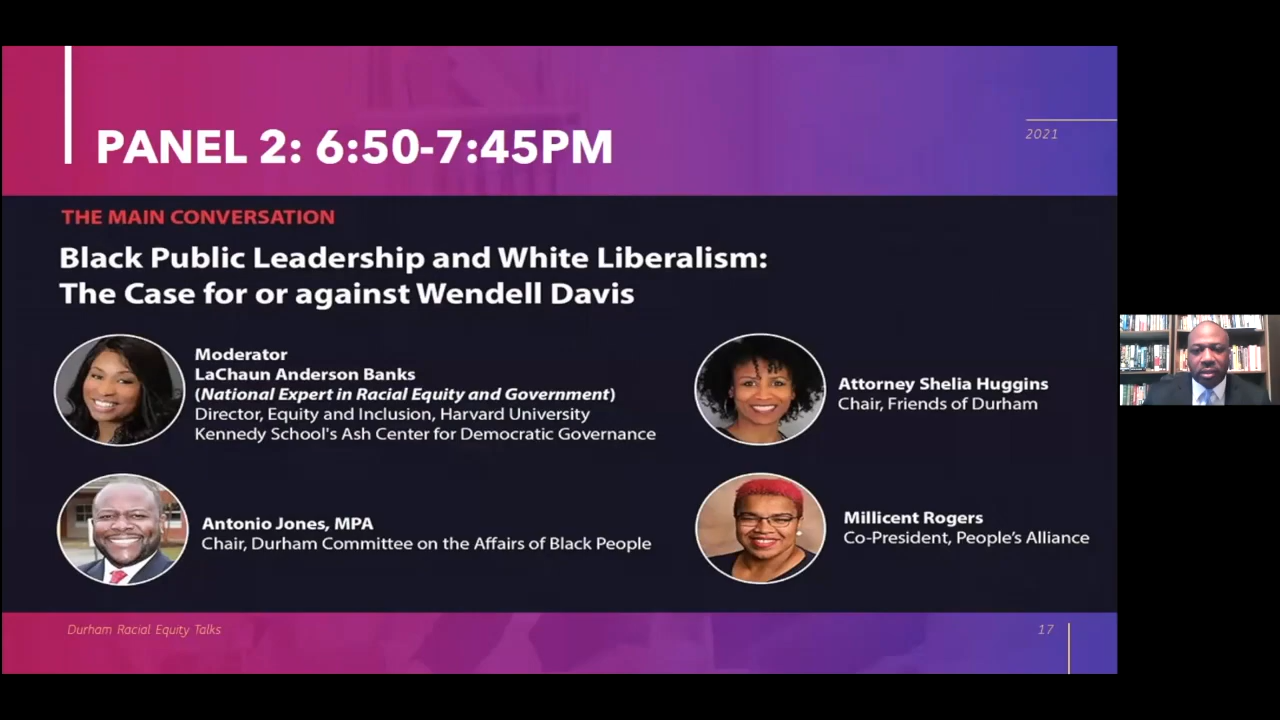 PANEL 2: 6:50-7:45PM
2021
THE MAIN CONVERSATION
Black Public Leadership and White Liberalism:
The Case for or against Wendell Davis
Moderator
LaChaun Anderson Banks
(National Expert in Racial Equity and Government)
Director, Equity and Inclusion, Harvard University
Kennedy School's Ash Center for Democratic Governance
Attorney Shelia Huggins
Chair, Friends of Durham
Antonio Jones, MPA
Chair, Durham Committee on the Affairs of Black People
Millicent Rogers
Co-President, People’s Alliance
Durham Racial Equity Talks
17